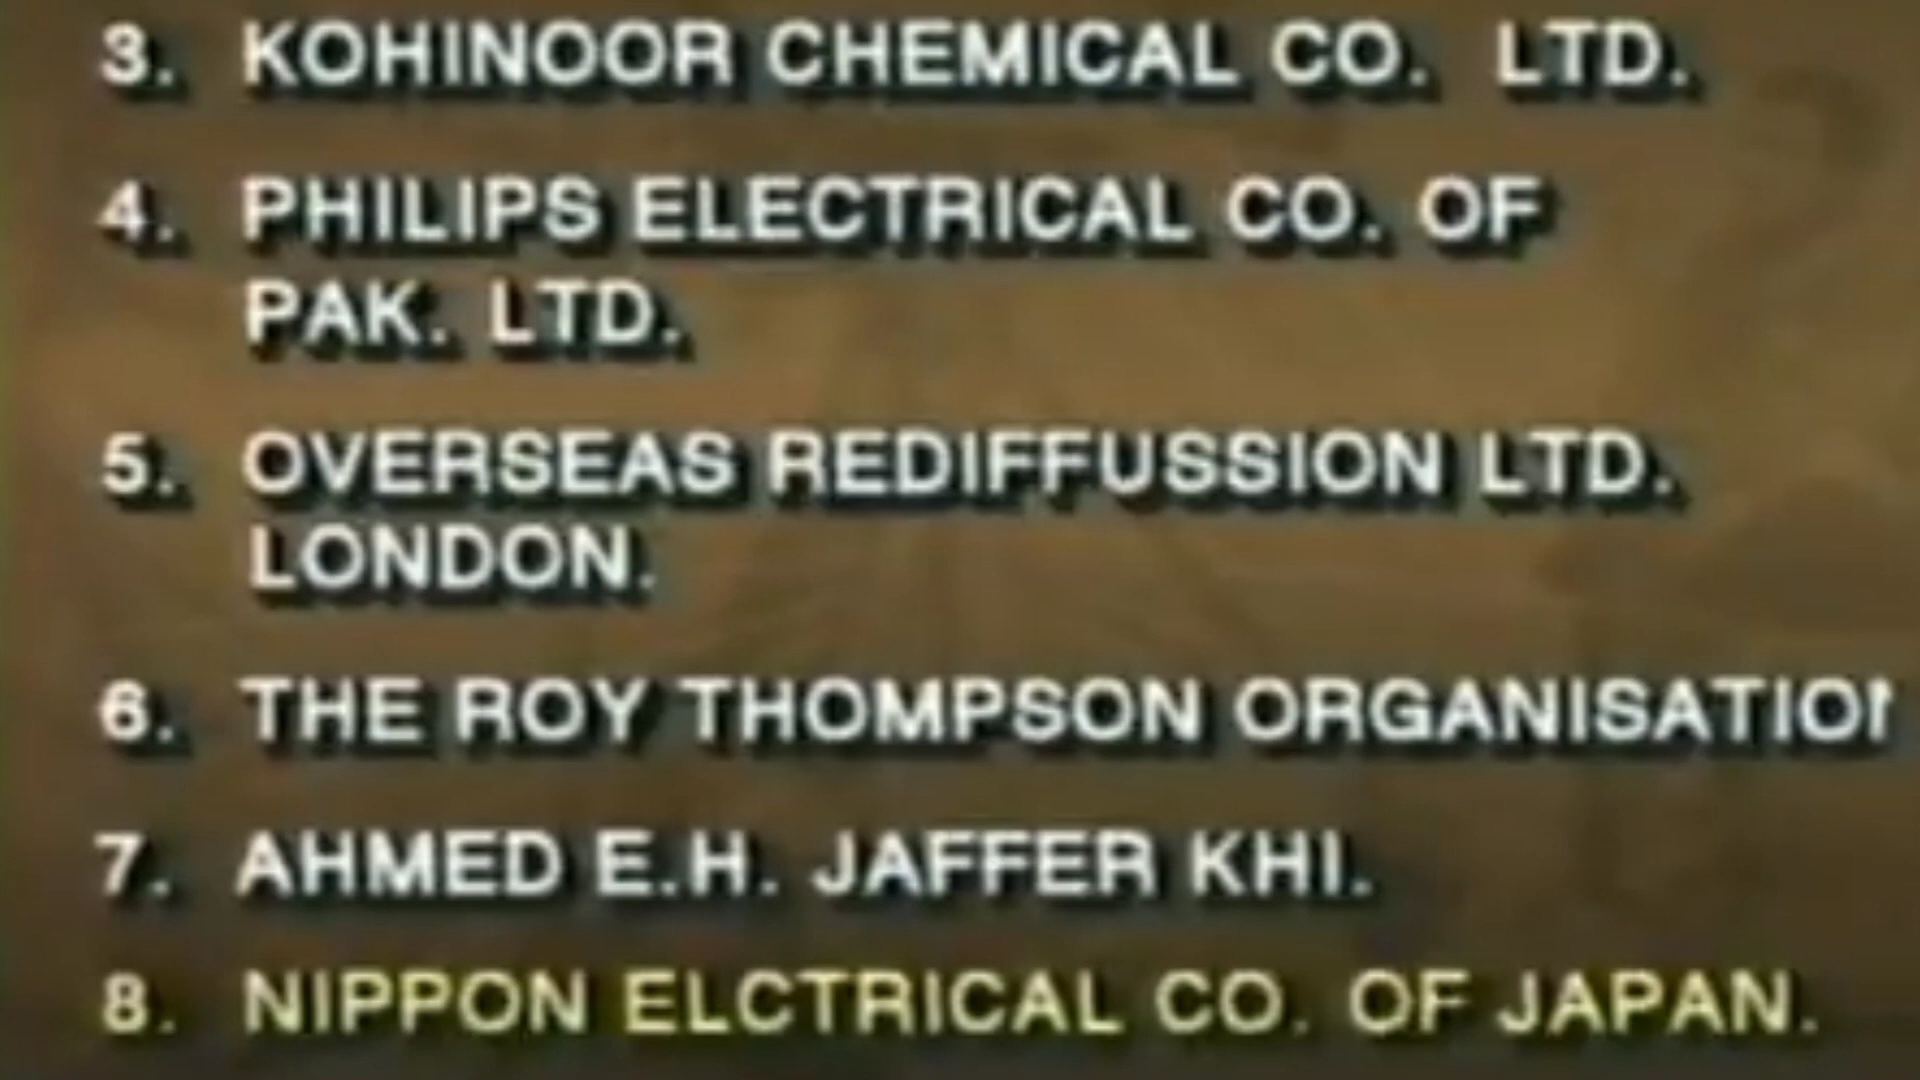 3. KOHINOOR CHEMICAL CO. LTD.
4. PHILIPS ELECTRICAL CO. OF
PAK. LTD.
5. OVERSEAS REDIFFUSSION LTD.
LONDON.
6. THE ROY THOMPSON ORGANISATION
7. AHMED E.H. JAFFER KHI.
8. NIPPON ELCTRICAL CO. OF JAPAN.